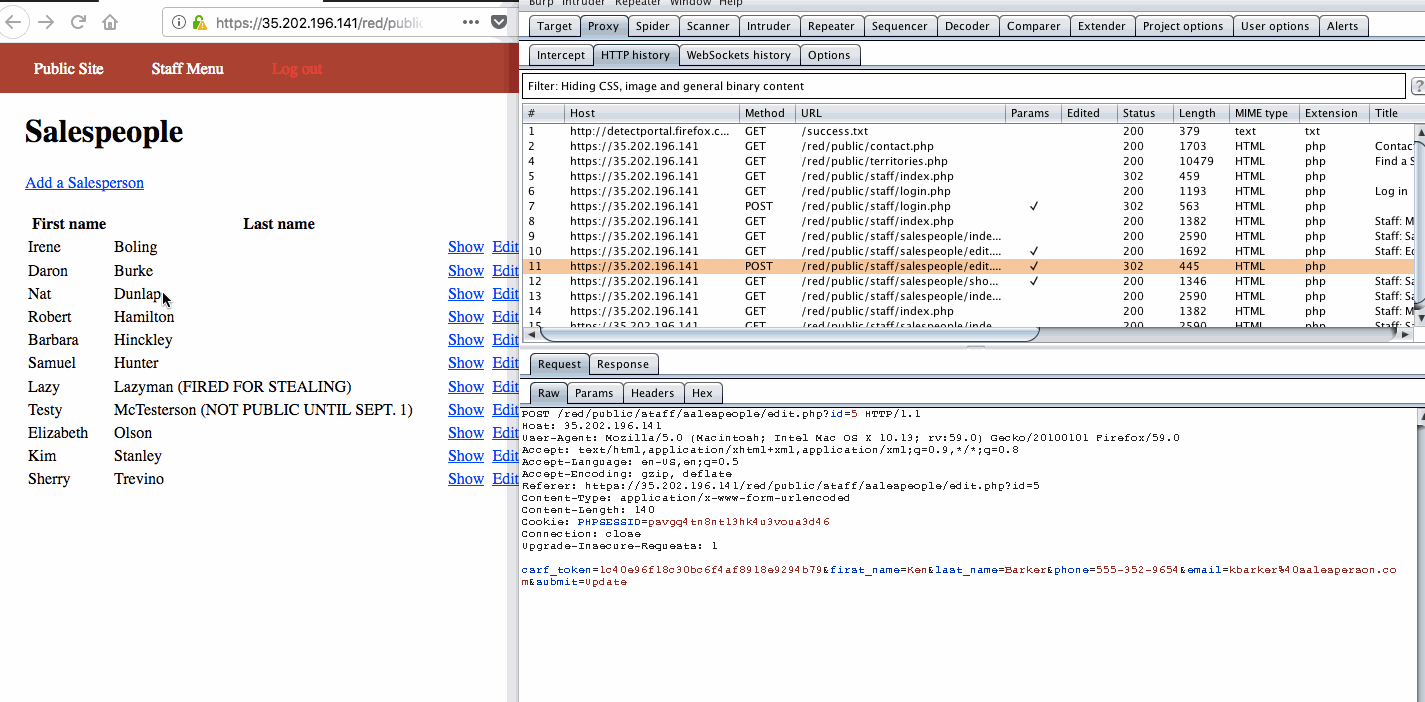 https://35.202.196.141/red/public
Public Site Staff Menu Log out
Salespeople
Add a Salesperson
First name Last name
Irene Boling Show Edit
Daron Burke Show Edit
Nat Dunlap Show Edit
Robert Hamilton Show Edit
Barbara Hinckley Show Edit
Samuel Hunter Show Edit
Lazy Lazyman (FIRED FOR STEALING) Show Edit
Testy McTesterson (NOT PUBLIC UNTIL SEPT. 1) Show Edit
Elizabeth Olson Show Edit
Kim Stanley Show Edit
Sherry Trevino Show Edit
Burp Intruder Repeater Window Help
Target Proxy Spider Scanner Intruder Repeater Sequencer Decoder Comparer Extender Project options User options Alerts
Intercept HTTP history WebSockets history Options
Filter: Hiding CSS, image and general binary content ?
# Host Method URL Params Edited Status Length MIME type Extension Title
1 http://detectportal.firefox.c... GET /success.txt 200 379 text txt
2 https://35.202.196.141 GET /red/public/contact.php 200 1703 HTML php Contac
4 https://35.202.196.141 GET /red/public/territories.php 200 10479 HTML php Find a S
5 https://35.202.196.141 GET /red/public/staff/index.php 302 459 HTML php
6 https://35.202.196.141 GET /red/public/staff/login.php 200 1193 HTML php Log in
7 https://35.202.196.141 POST /red/public/staff/login.php ✓ 302 563 HTML php
8 https://35.202.196.141 GET /red/public/staff/index.php 200 1382 HTML php Staff: M
9 https://35.202.196.141 GET /red/public/staff/salespeople/inde... 200 2590 HTML php Staff: Sa
10 https://35.202.196.141 GET /red/public/staff/salespeople/edit.... ✓ 200 1692 HTML php Staff: Ed
11 https://35.202.196.141 POST /red/public/staff/salespeople/edit.... ✓ 302 445 HTML php
12 https://35.202.196.141 GET /red/public/staff/salespeople/sho... ✓ 200 1346 HTML php Staff: Sa
13 https://35.202.196.141 GET /red/public/staff/salespeople/inde... 200 2590 HTML php Staff: Sa
14 https://35.202.196.141 GET /red/public/staff/index.php 200 1382 HTML php Staff: M
15 https://35.202.196.141 GET /red/public/staff/salespeople/inde... 200 2590 HTML php Staff: Sa
Request Response
Raw Params Headers Hex
POST /red/public/staff/salespeople/edit.php?id=5 HTTP/1.1
Host: 35.202.196.141
User-Agent: Mozilla/5.0 (Macintosh; Intel Mac OS X 10.13; rv:59.0) Gecko/20100101 Firefox/59.0
Accept: text/html,application/xhtml+xml,application/xml;q=0.9,*/*;q=0.8
Accept-Language: en-US,en;q=0.5
Accept-Encoding: gzip, deflate
Referer: https://35.202.196.141/red/public/staff/salespeople/edit.php?id=5
Content-Type: application/x-www-form-urlencoded
Content-Length: 140
Cookie: PHPSESSID=pavgq4tn8ntl3hk4u3voua3d46
Connection: close
Upgrade-Insecure-Requests: 1
csrf_token=1c40e96f18c30bc6f4af8918e9294b79&first_name=Ken&last_name=Barker&phone=555-352-9654&email=kbarker%40salesperson.co
m&submit=Update